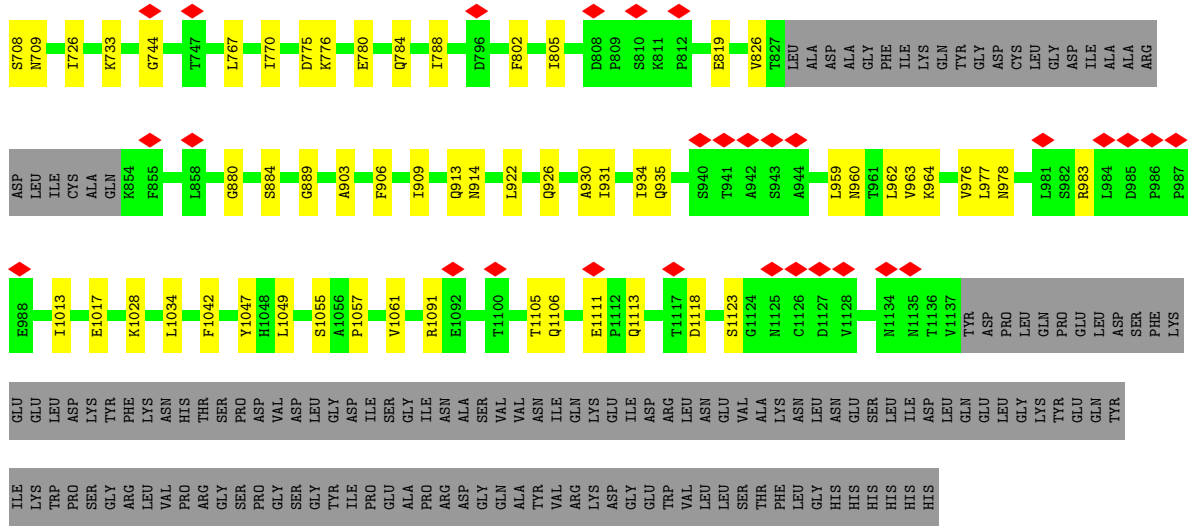 S708 N709 I726 K733 G744 T747 L767 I770 D775 K776 E780 Q784 I788 D796 F802 I805 D808 P809 S810 K811 P812 E819 V826 T827 LEU ALA ASP ALA GLY PHE ILE LYS GLN TYR GLY ASP CYS LEU GLY ASP ILE ALA ALA ARG
ASP LEU ILE CYS ALA GLN K854 F855 L858 G880 S884 G889 A903 F906 I909 Q913 N914 L922 Q926 A930 I931 I934 Q935 S940 T941 A942 S943 A944 L959 N960 T961 L962 V963 K964 V976 L977 N978 L981 S982 R983 L984 D985 P986 P987
E988 I1013 E1017 K1028 L1034 F1042 Y1047 H1048 L1049 S1055 A1056 P1057 V1061 R1091 E1092 T1100 T1105 Q1106 E1111 P1112 Q1113 T1117 D1118 S1123 G1124 N1125 C1126 D1127 V1128 N1134 N1135 T1136 V1137 TYR ASP PRO LEU GLN PRO GLU LEU ASP SER PHE LYS
GLU GLU LEU ASP LYS TYR PHE LYS ASN HIS THR SER PRO ASP VAL ASP LEU GLY ASP ILE SER GLY ILE ASN ALA SER VAL VAL ASN ILE GLN LYS GLU ILE ASP ARG LEU ASN GLU VAL ALA LYS ASN LEU ASN GLU SER LEU ILE ASP LEU GLN GLU LEU GLY LYS TYR GLU GLN TYR
ILE LYS TRP PRO SER GLY ARG LEU VAL PRO ARG GLY SER PRO GLY SER GLY TYR ILE PRO GLU ALA PRO ARG ASP GLY GLN ALA TYR VAL ARG LYS ASP GLY GLU TRP VAL LEU LEU SER THR PHE LEU GLY HIS HIS HIS HIS HIS HIS